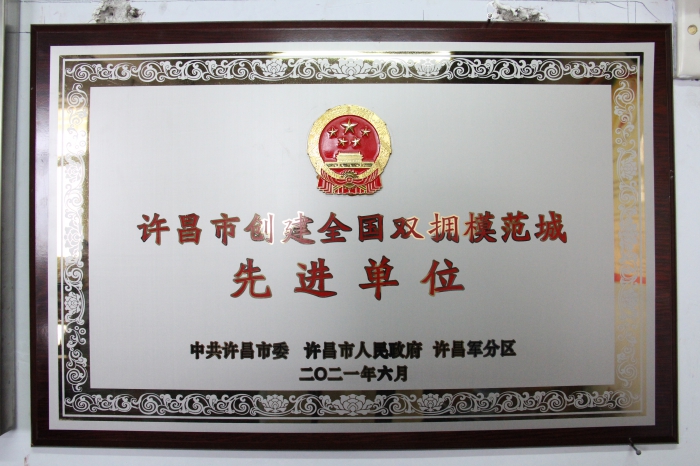 许昌市创建全国双拥模范城
先进单位
中共许昌市委 许昌市人民政府 许昌军分区
二〇二一年六月